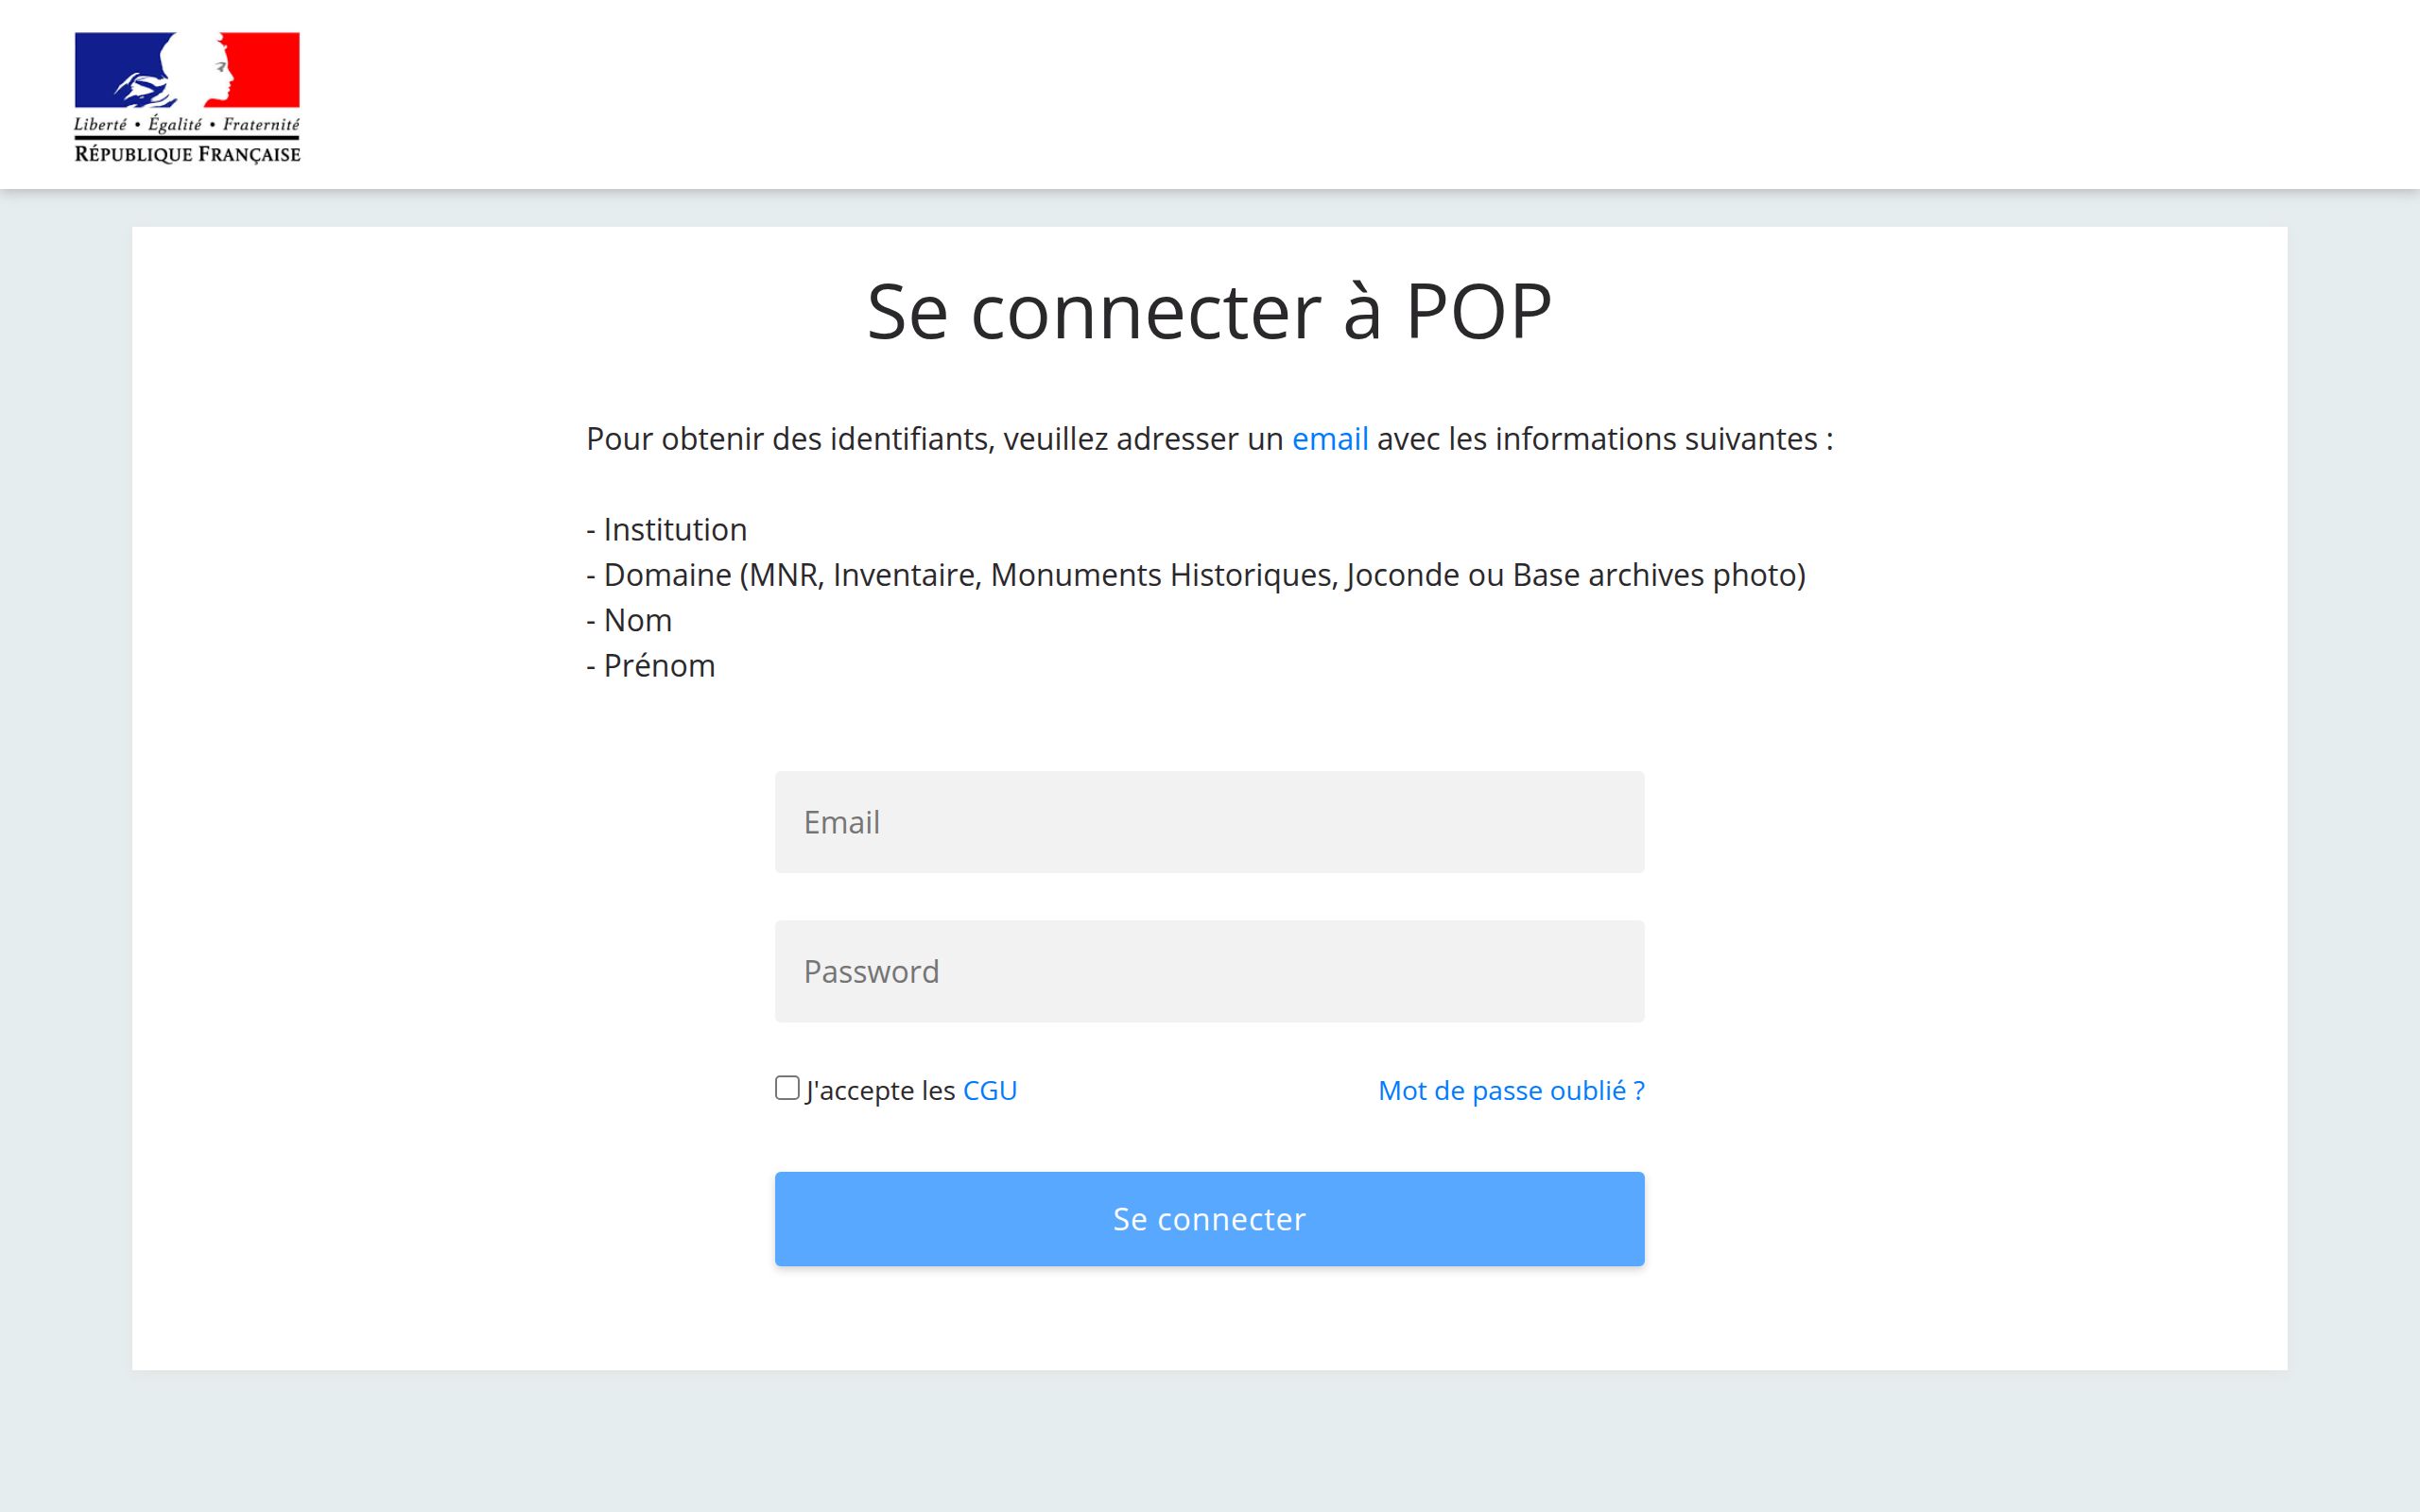 Liberté • Égalité • Fraternité
RÉPUBLIQUE FRANÇAISE
Se connecter à POP
Pour obtenir des identifiants, veuillez adresser un email avec les informations suivantes :
- Institution
- Domaine (MNR, Inventaire, Monuments Historiques, Joconde ou Base archives photo)
- Nom
- Prénom
Email
Password
J'accepte les CGU
Mot de passe oublié ?
Se connecter